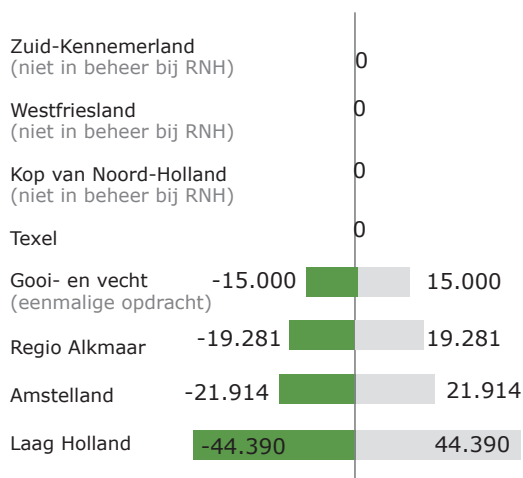 Zuid-Kennemerland
(niet in beheer bij RNH)
0
Westfriesland
(niet in beheer bij RNH)
0
Kop van Noord-Holland
(niet in beheer bij RNH)
0
Texel
0
Gooi- en vecht
(eenmalige opdracht)
-15.000
15.000
Regio Alkmaar
-19.281
19.281
Amstelland
-21.914
21.914
Laag Holland
-44.390
44.390